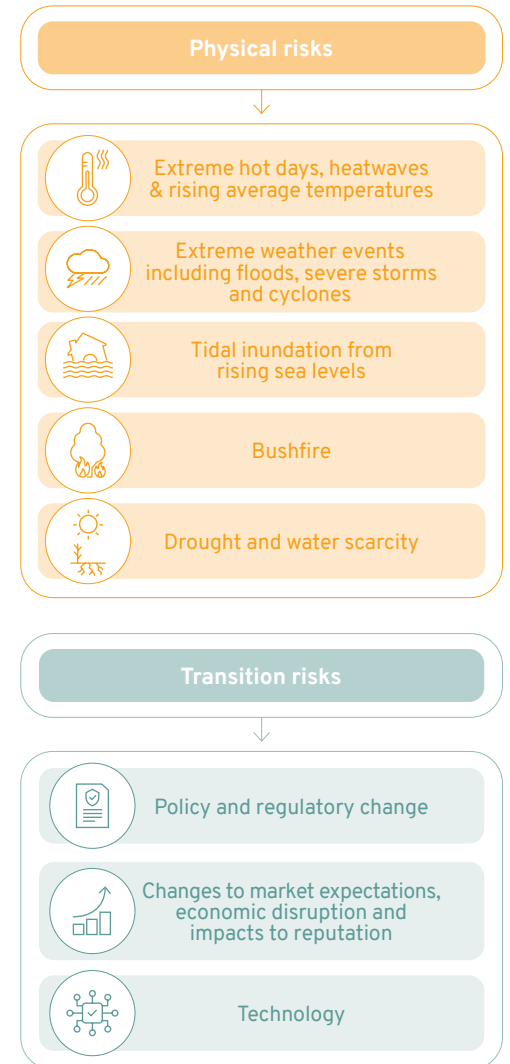 Physical risks
Extreme hot days, heatwaves
& rising average temperatures
Extreme weather events
including floods, severe storms
and cyclones
Tidal inundation from
rising sea levels
Bushfire
Drought and water scarcity
Transition risks
Policy and regulatory change
Changes to market expectations,
economic disruption and
impacts to reputation
Technology